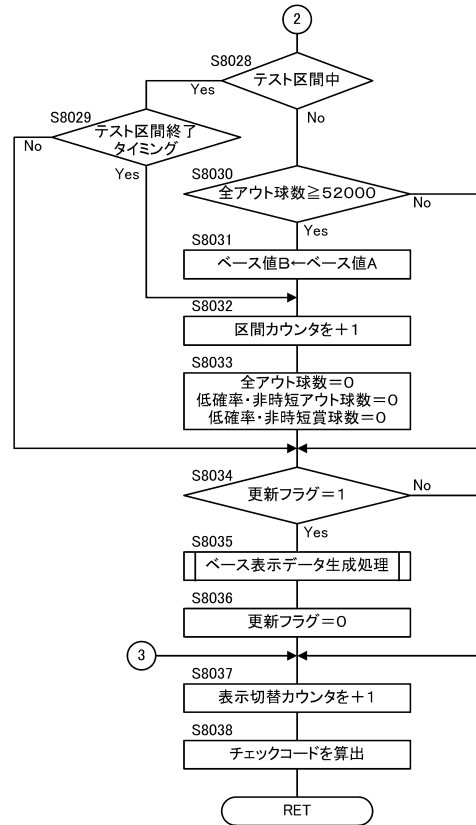 2
S8028
テスト区間中
Yes
No
S8029
テスト区間終了
タイミング
No
Yes
S8030
全アウト球数≧52000
No
Yes
S8031
ベース値B←ベース値A
S8032
区間カウンタを+1
S8033
全アウト球数=0
低確率・非時短アウト球数=0
低確率・非時短賞球数=0
S8034
更新フラグ=1
No
Yes
S8035
ベース表示データ生成処理
S8036
更新フラグ=0
3
S8037
表示切替カウンタを+1
S8038
チェックコードを算出
RET